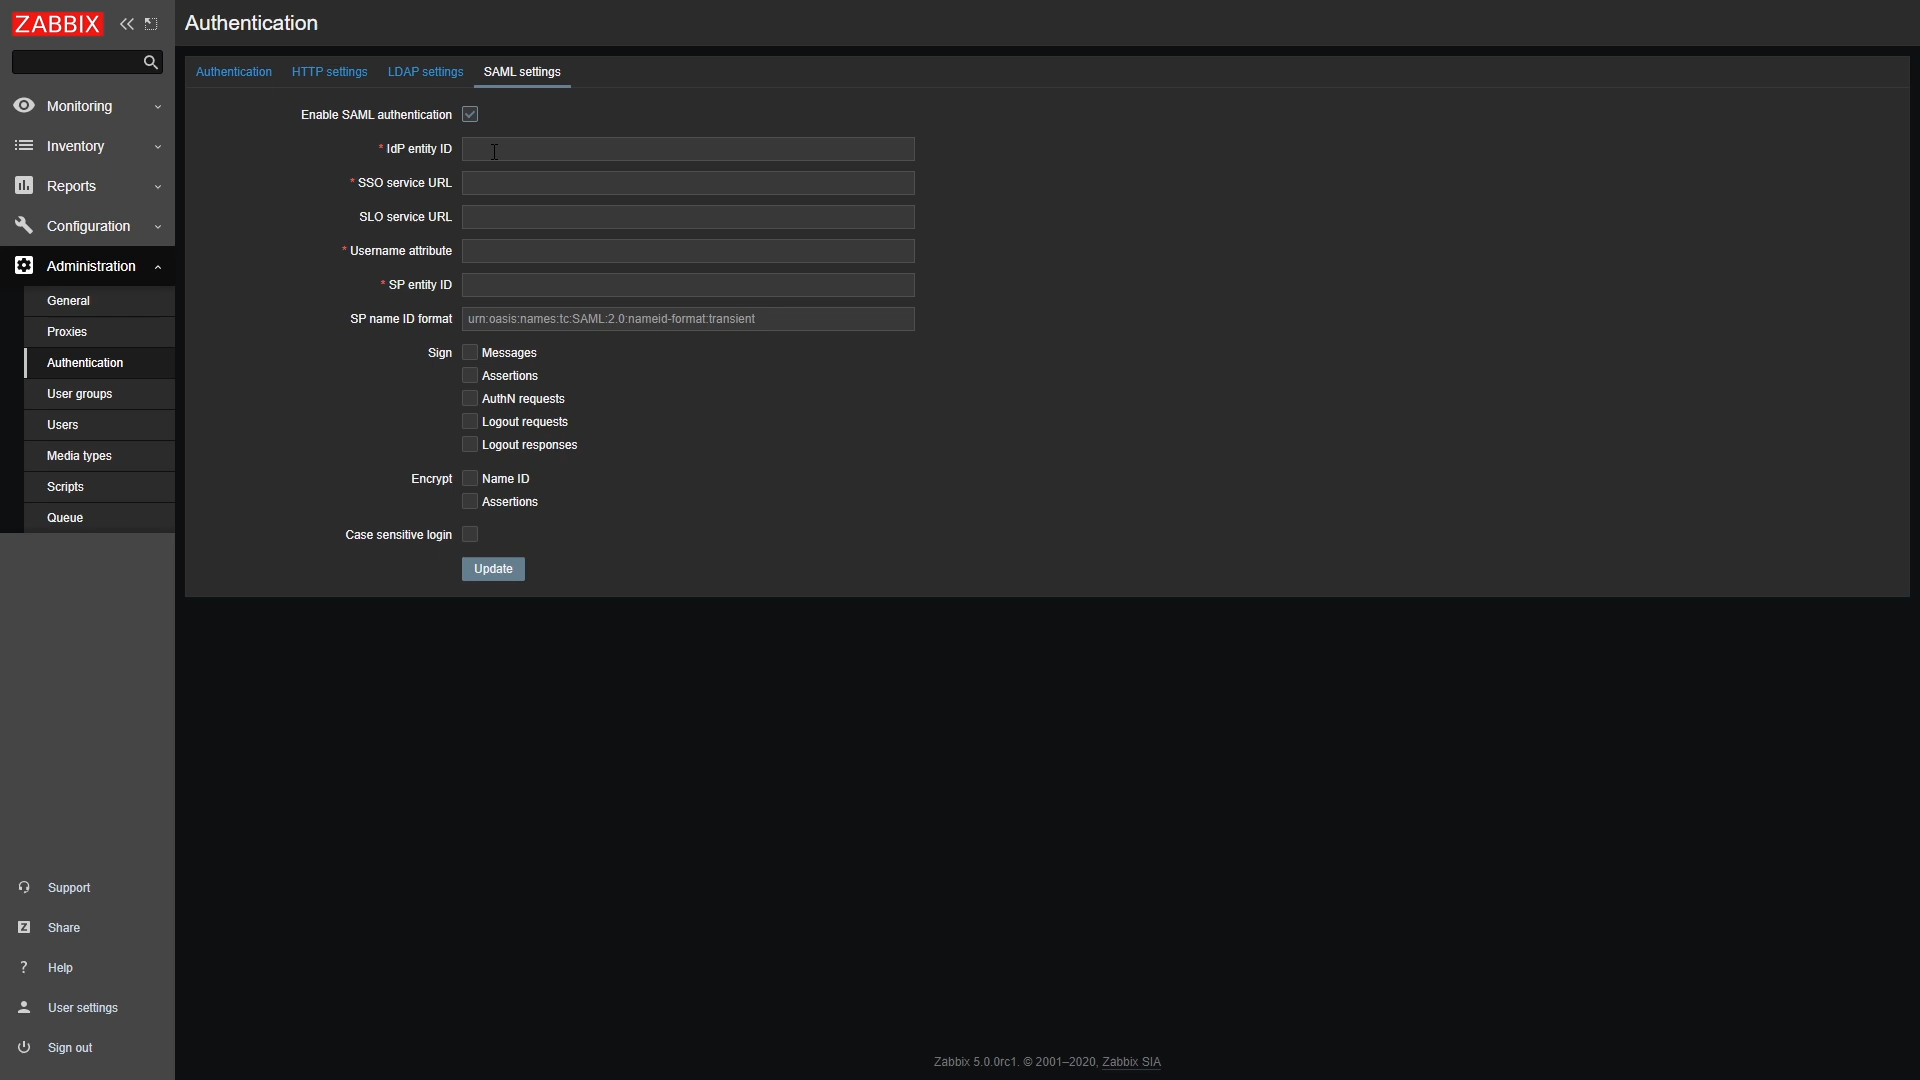 ZABBIX
Authentication
Monitoring
Inventory
Reports
Configuration
Administration
General
Proxies
Authentication
User groups
Users
Media types
Scripts
Queue
Support
Share
Help
User settings
Sign out
Authentication HTTP settings LDAP settings SAML settings
Enable SAML authentication
* IdP entity ID
* SSO service URL
SLO service URL
* Username attribute
* SP entity ID
SP name ID format urn:oasis:names:tc:SAML:2.0:nameid-format:transient
Sign Messages
Assertions
AuthN requests
Logout requests
Logout responses
Encrypt Name ID
Assertions
Case sensitive login
Update
Zabbix 5.0.0rc1. © 2001–2020, Zabbix SIA